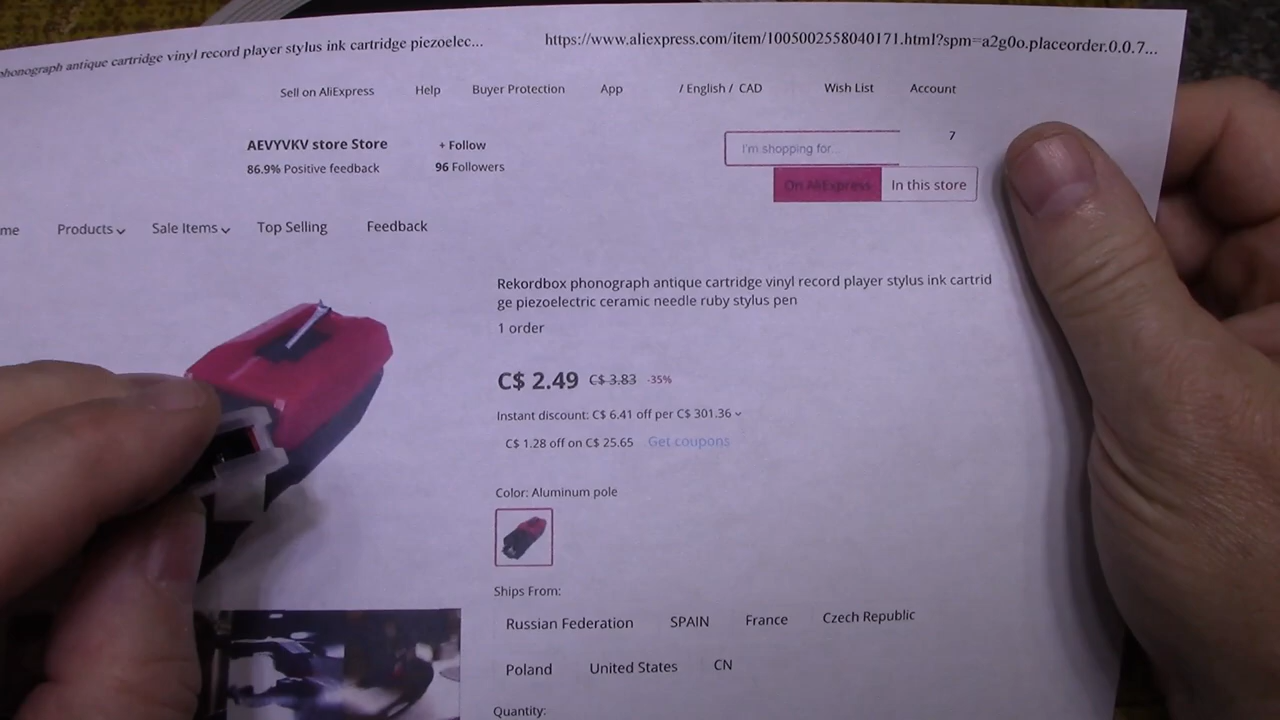 phonograph antique cartridge vinyl record player stylus ink cartridge piezoelec...
https://www.aliexpress.com/item/1005002558040171.html?spm=a2g0o.placeorder.0.0.7...
Sell on AliExpress Help Buyer Protection App / English / CAD Wish List Account
7
AEVYVKV store Store + Follow
I'm shopping for...
86.9% Positive feedback 96 Followers
On AliExpress In this store
me Products Sale Items Top Selling Feedback
Rekordbox phonograph antique cartridge vinyl record player stylus ink cartrid
ge piezoelectric ceramic needle ruby stylus pen
1 order
C$ 2.49 C$ 3.83 -35%
Instant discount: C$ 6.41 off per C$ 301.36
C$ 1.28 off on C$ 25.65 Get coupons
Color: Aluminum pole
Ships From:
Russian Federation SPAIN France Czech Republic
Poland United States CN
Quantity: